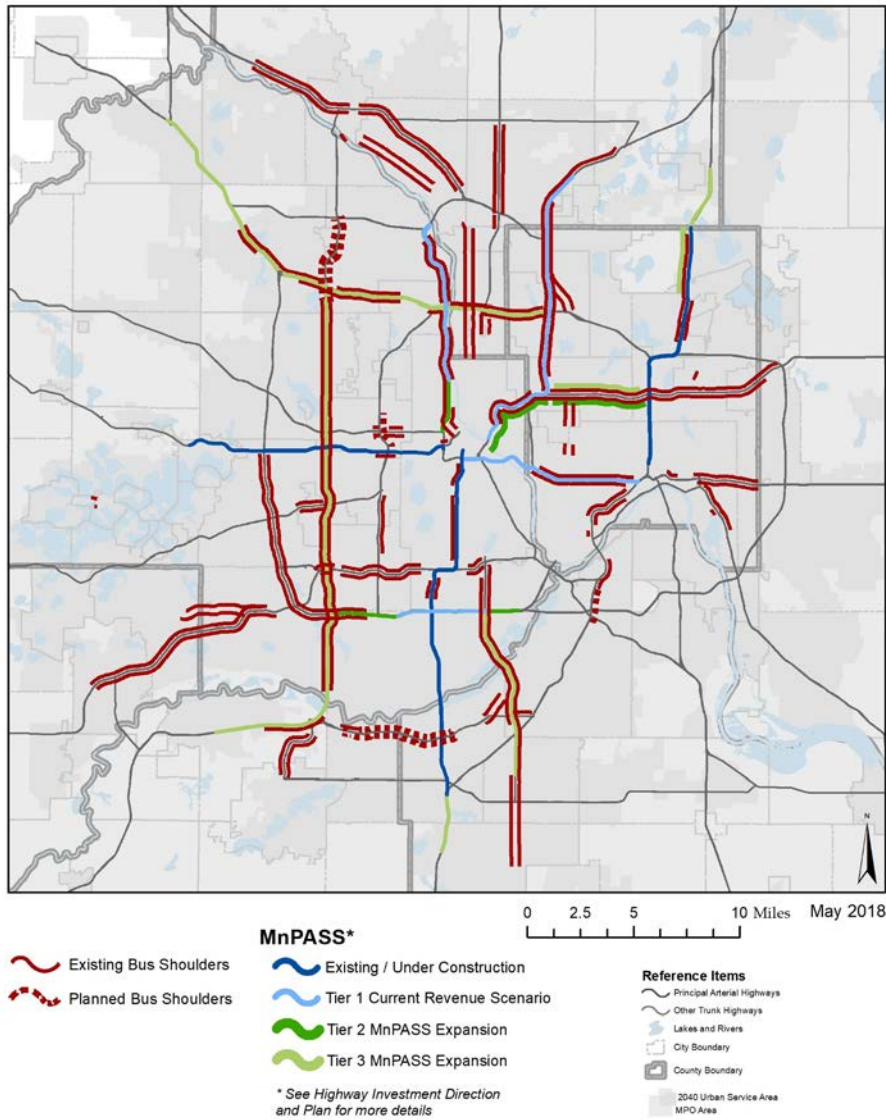 N
0 2.5 5 10 Miles May 2018
MnPASS*
Existing Bus Shoulders
Planned Bus Shoulders
Existing / Under Construction
Tier 1 Current Revenue Scenario
Tier 2 MnPASS Expansion
Tier 3 MnPASS Expansion
* See Highway Investment Direction
and Plan for more details
Reference Items
Principal Arterial Highways
Other Trunk Highways
Lakes and Rivers
City Boundary
County Boundary
2040 Urban Service Area
MPO Area